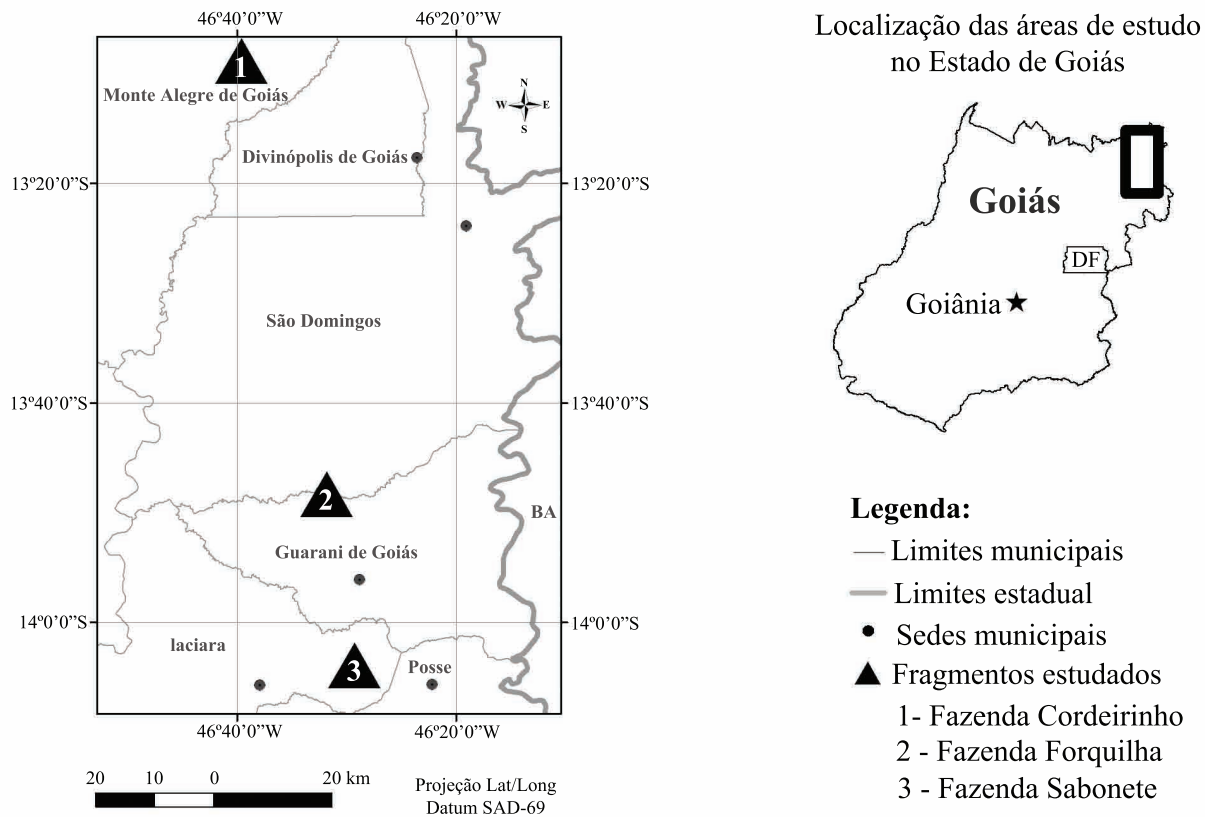 46º40’0”W
46º20’0”W
Localização das áreas de estudo
no Estado de Goiás
1
Monte Alegre de Goiás
N
W
E
S
Divinópolis de Goiás
13º20’0”S
13º20’0”S
Goiás
DF
Goiânia
São Domingos
13º40’0”S
13º40’0”S
2
BA
Guarani de Goiás
14º0’0”S
14º0’0”S
laciara
3
Posse
46º40’0”W
46º20’0”W
Legenda:
Limites municipais
Limites estadual
Sedes municipais
Fragmentos estudados
1- Fazenda Cordeirinho
2 - Fazenda Forquilha
3 - Fazenda Sabonete
20 10 0 20 km
Projeção Lat/Long
Datum SAD-69